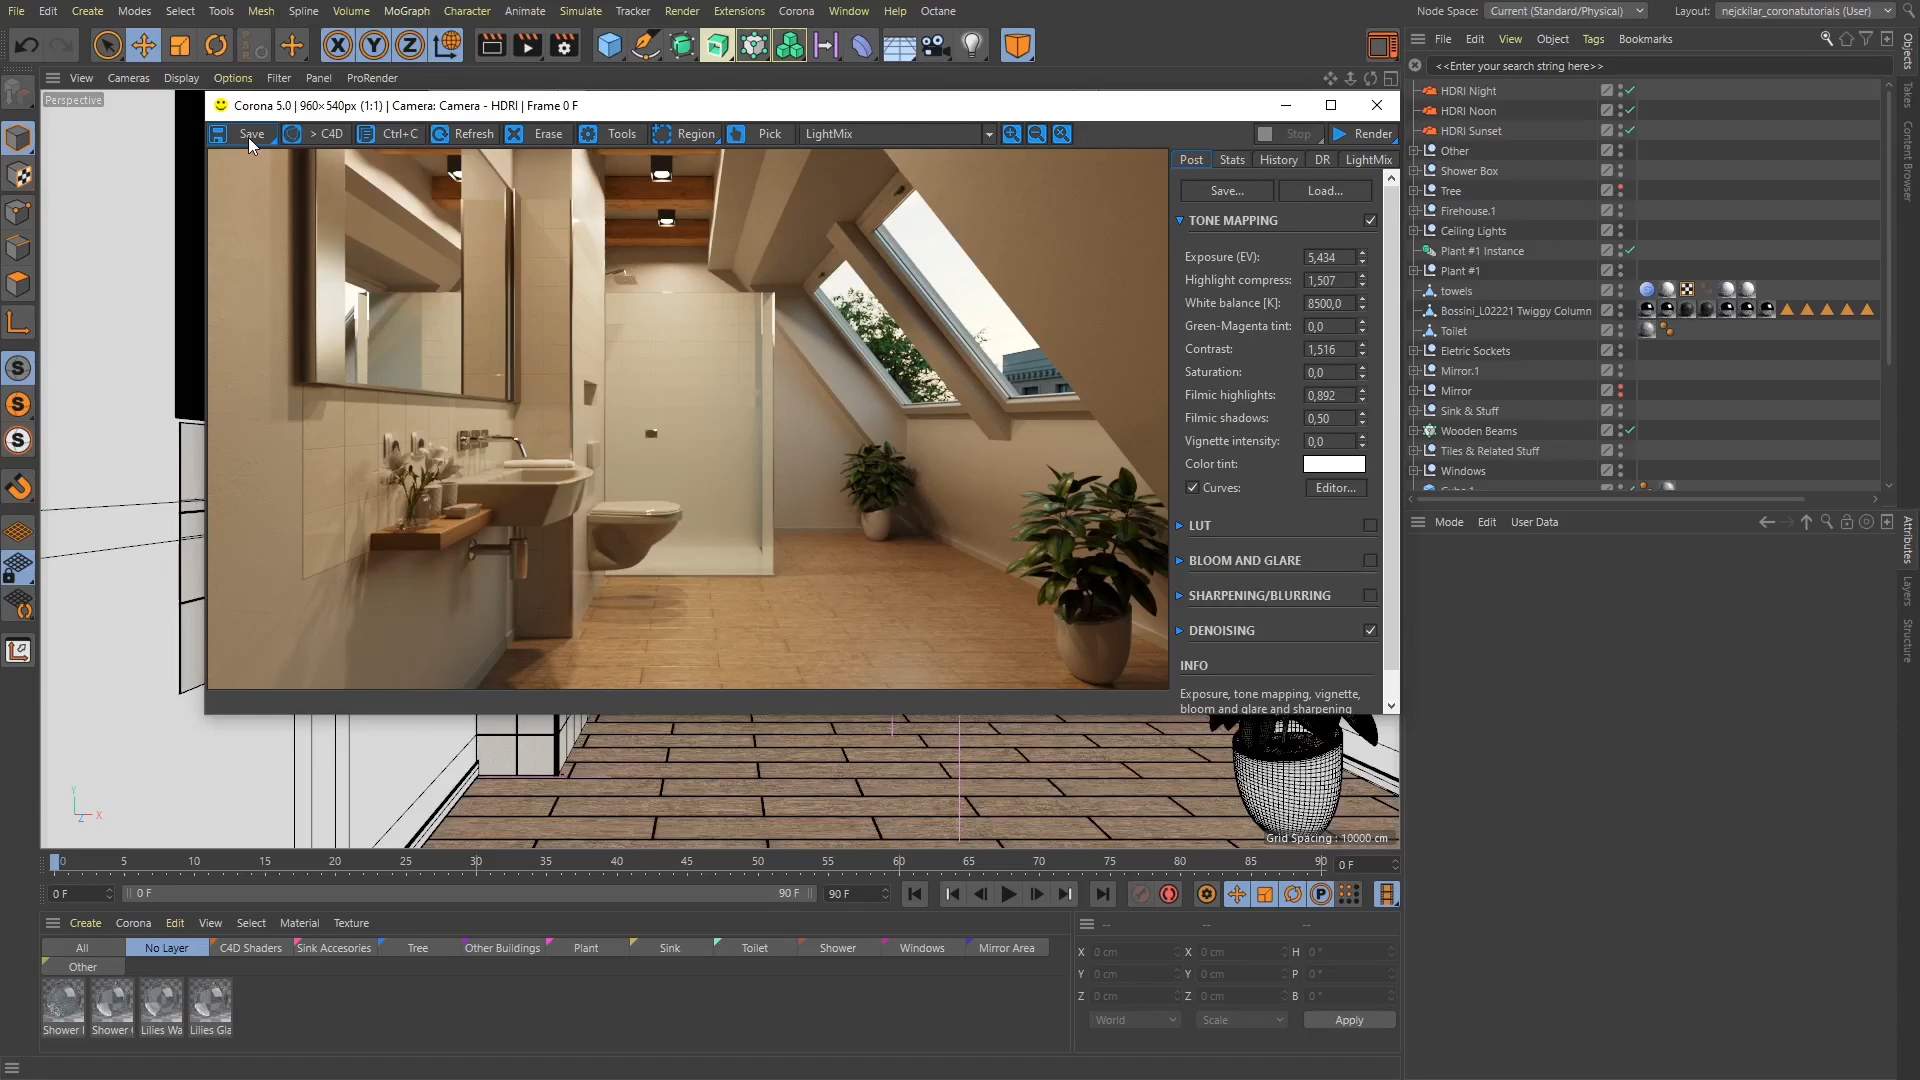 File Edit Create Modes Select Tools Mesh Spline Volume MoGraph Character Animate Simulate Tracker Render Extensions Corona Window Help Octane
Node Space: Current (Standard/Physical) Layout: nejckilar_coronatutorials (User)
X Y Z
File Edit View Object Tags Bookmarks
<<Enter your search string here>>
View Cameras Display Options Filter Panel ProRender
Perspective
Corona 5.0 | 960×540px (1:1) | Camera: Camera - HDRI | Frame 0 F
Save > C4D Ctrl+C Refresh Erase Tools Region Pick LightMix Stop Render
Post Stats History DR LightMix
Save... Load...
TONE MAPPING
Exposure (EV): 5,434
Highlight compress: 1,507
White balance [K]: 8500,0
Green-Magenta tint: 0,0
Contrast: 1,516
Saturation: 0,0
Filmic highlights: 0,892
Filmic shadows: 0,50
Vignette intensity: 0,0
Color tint:
Curves: Editor...
LUT
BLOOM AND GLARE
SHARPENING/BLURRING
DENOISING
INFO
Exposure, tone mapping, vignette,
bloom and glare and sharpening
HDRI Night
HDRI Noon
HDRI Sunset
Other
Shower Box
Tree
Firehouse.1
Ceiling Lights
Plant #1 Instance
Plant #1
towels
Bossini_L02221 Twiggy Column
Toilet
Eletric Sockets
Mirror.1
Mirror
Sink & Stuff
Wooden Beams
Tiles & Related Stuff
Windows
Objects
Takes
Content Browser
Mode Edit User Data
Attributes
Layers
Structure
Y
Z X
Grid Spacing : 10000 cm
0 5 10 15 20 25 30 35 40 45 50 55 60 65 70 75 80 85 90 0 F
0 F 0 F 90 F 90 F
Create Corona Edit View Select Material Texture
All No Layer C4D Shaders Sink Accesories Tree Other Buildings Plant Sink Toilet Shower Windows Mirror Area
Other
Shower Lilies Wa Lilies Gla
-- -- --
X 0 cm X 0 cm H 0 °
Y 0 cm Y 0 cm P 0 °
Z 0 cm Z 0 cm B 0 °
World Scale Apply